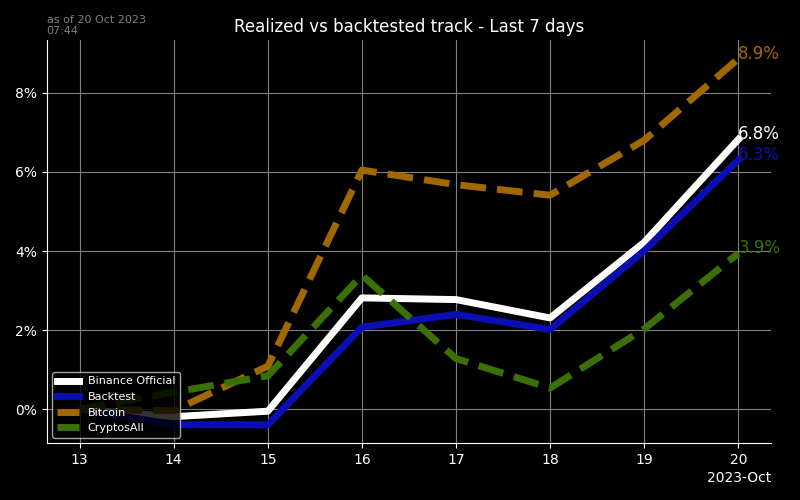 as of 20 Oct 2023
07:44
Realized vs backtested track - Last 7 days
8.9%
8%
6.8%
6.3%
6%
4%
3.9%
2%
0%
Binance Official
Backtest
Bitcoin
CryptosAll
13 14 15 16 17 18 19 20
2023-Oct